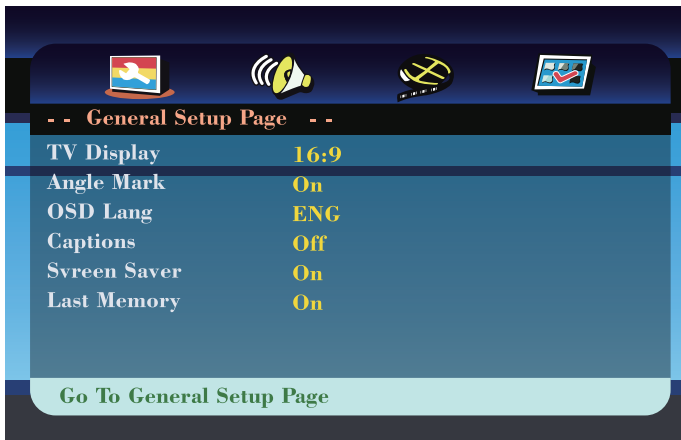 - - General Setup Page - -
TV Display 16:9
Angle Mark On
OSD Lang ENG
Captions Off
Svreen Saver On
Last Memory On
Go To General Setup Page